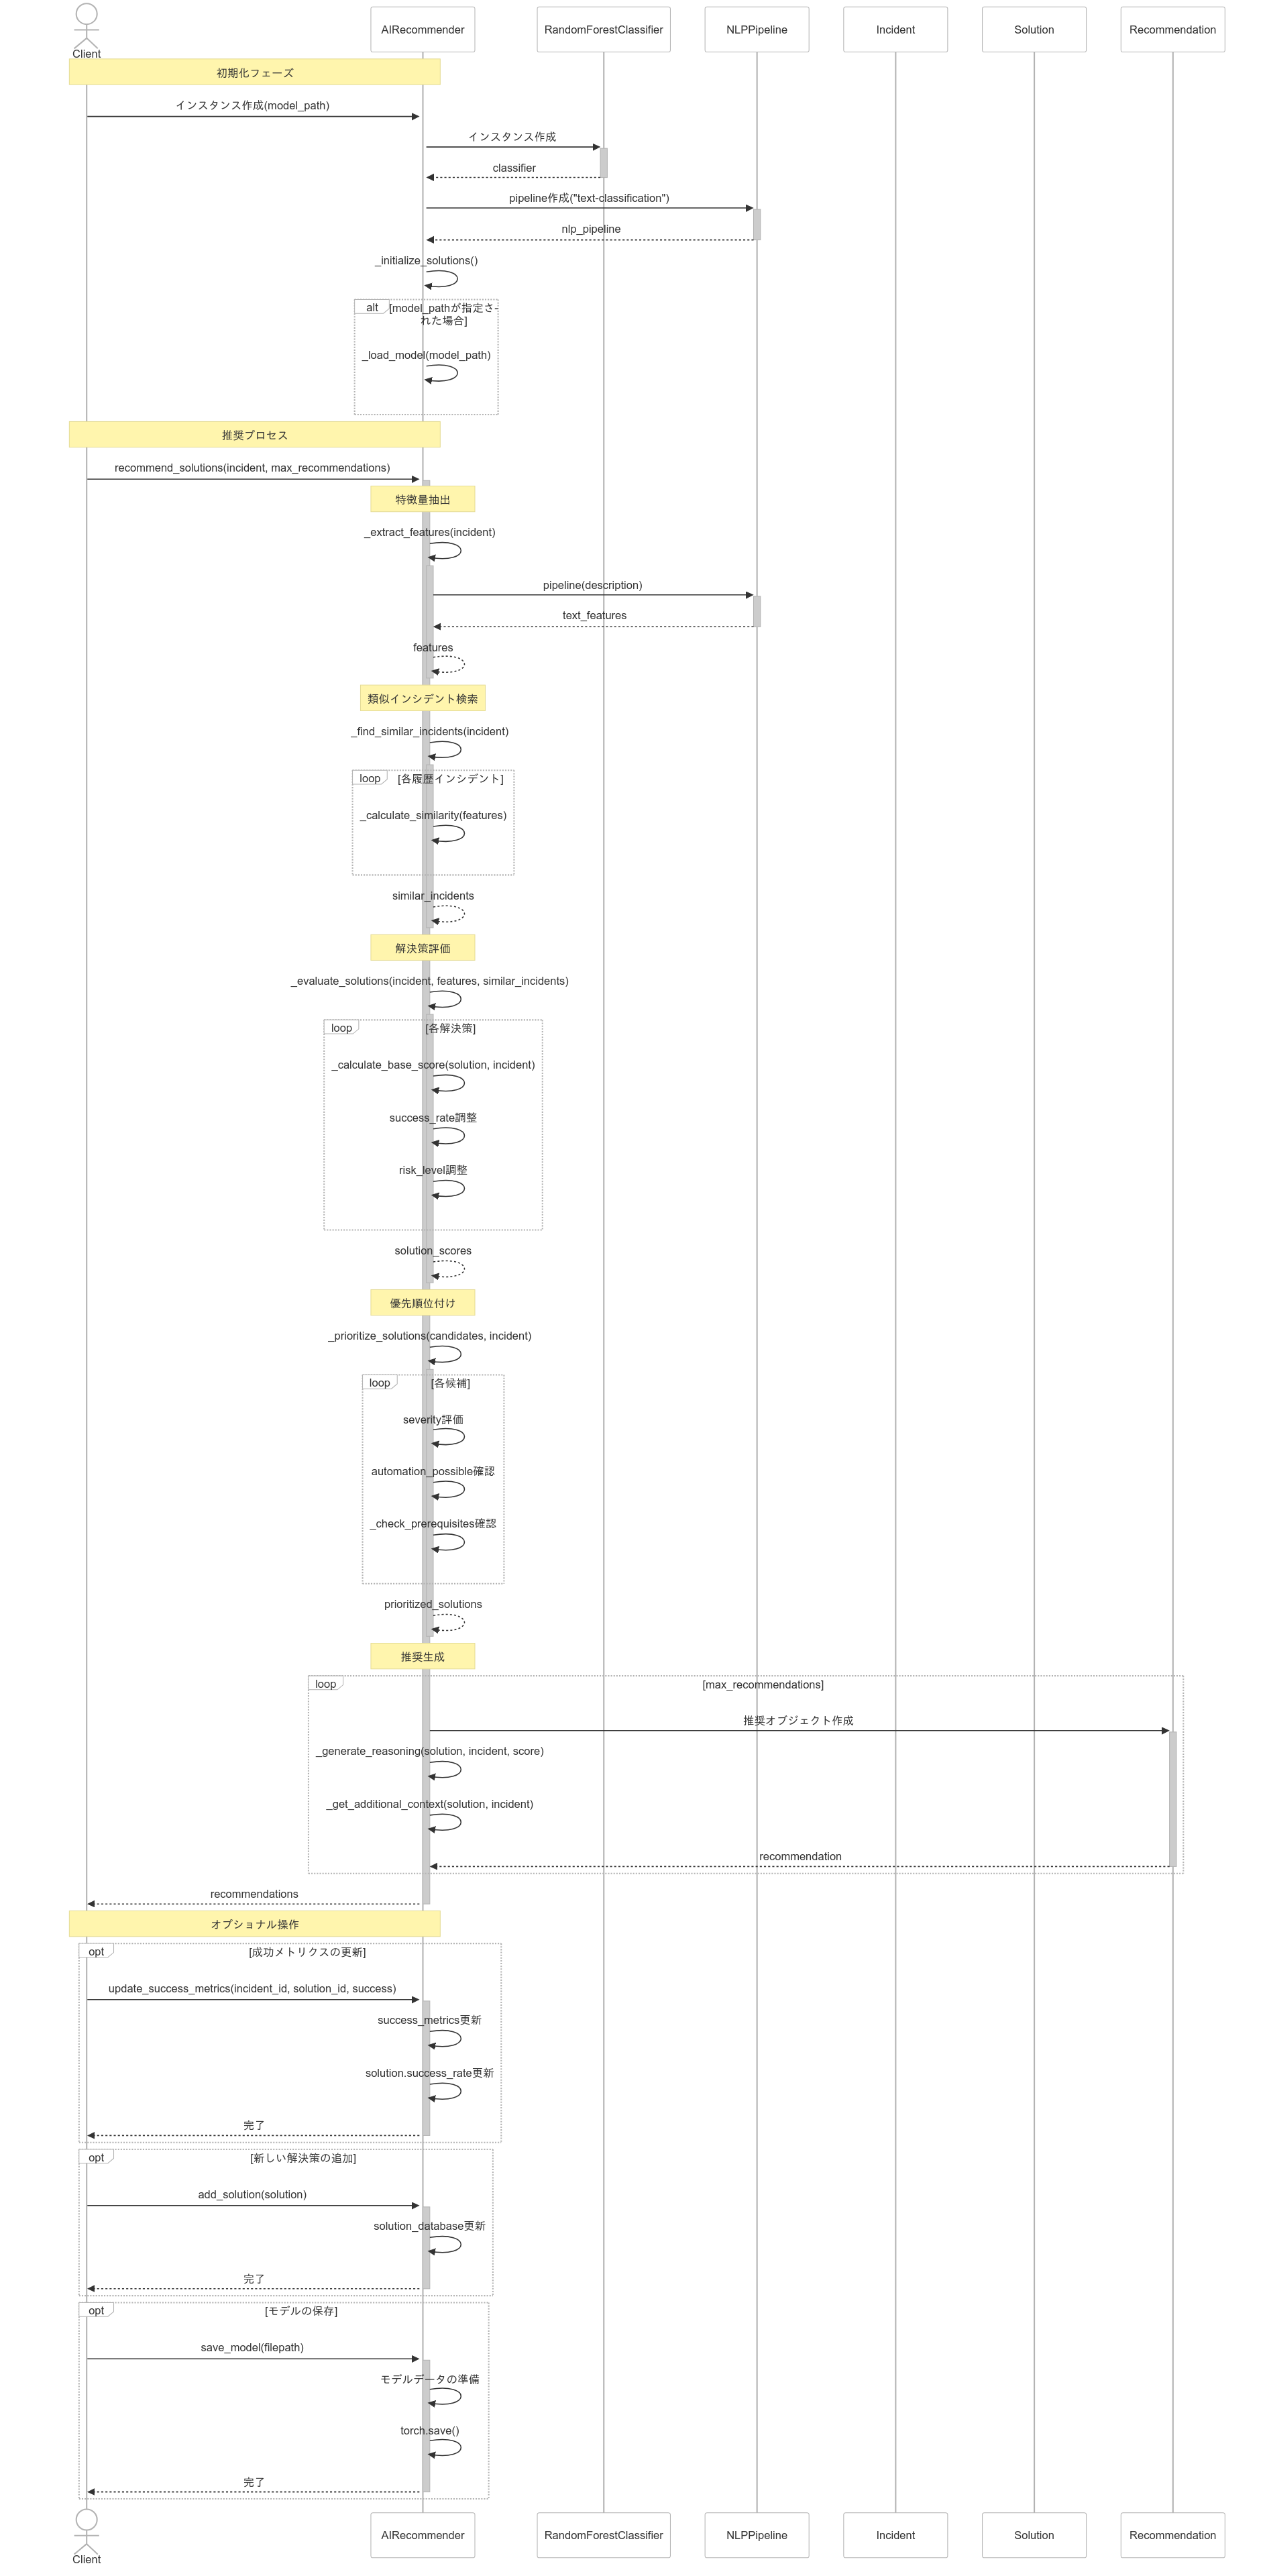 Client
AIRecommender
RandomForestClassifier
NLPPipeline
Incident
Solution
Recommendation
初期化フェーズ
インスタンス作成(model_path)
インスタンス作成
classifier
pipeline作成("text-classification")
nlp_pipeline
_initialize_solutions()
alt
[model_pathが指定さ-
れた場合]
_load_model(model_path)
推奨プロセス
recommend_solutions(incident, max_recommendations)
特徴量抽出
_extract_features(incident)
pipeline(description)
text_features
features
類似インシデント検索
_find_similar_incidents(incident)
loop
[各履歴インシデント]
_calculate_similarity(features)
similar_incidents
解決策評価
_evaluate_solutions(incident, features, similar_incidents)
loop
[各解決策]
_calculate_base_score(solution, incident)
success_rate調整
risk_level調整
solution_scores
優先順位付け
_prioritize_solutions(candidates, incident)
loop
[各候補]
severity評価
automation_possible確認
_check_prerequisites確認
prioritized_solutions
推奨生成
loop
[max_recommendations]
推奨オブジェクト作成
_generate_reasoning(solution, incident, score)
_get_additional_context(solution, incident)
recommendation
recommendations
オプショナル操作
opt
[成功メトリクスの更新]
update_success_metrics(incident_id, solution_id, success)
success_metrics更新
solution.success_rate更新
完了
opt
[新しい解決策の追加]
add_solution(solution)
solution_database更新
完了
opt
[モデルの保存]
save_model(filepath)
モデルデータの準備
torch.save()
完了
Client
AIRecommender
RandomForestClassifier
NLPPipeline
Incident
Solution
Recommendation